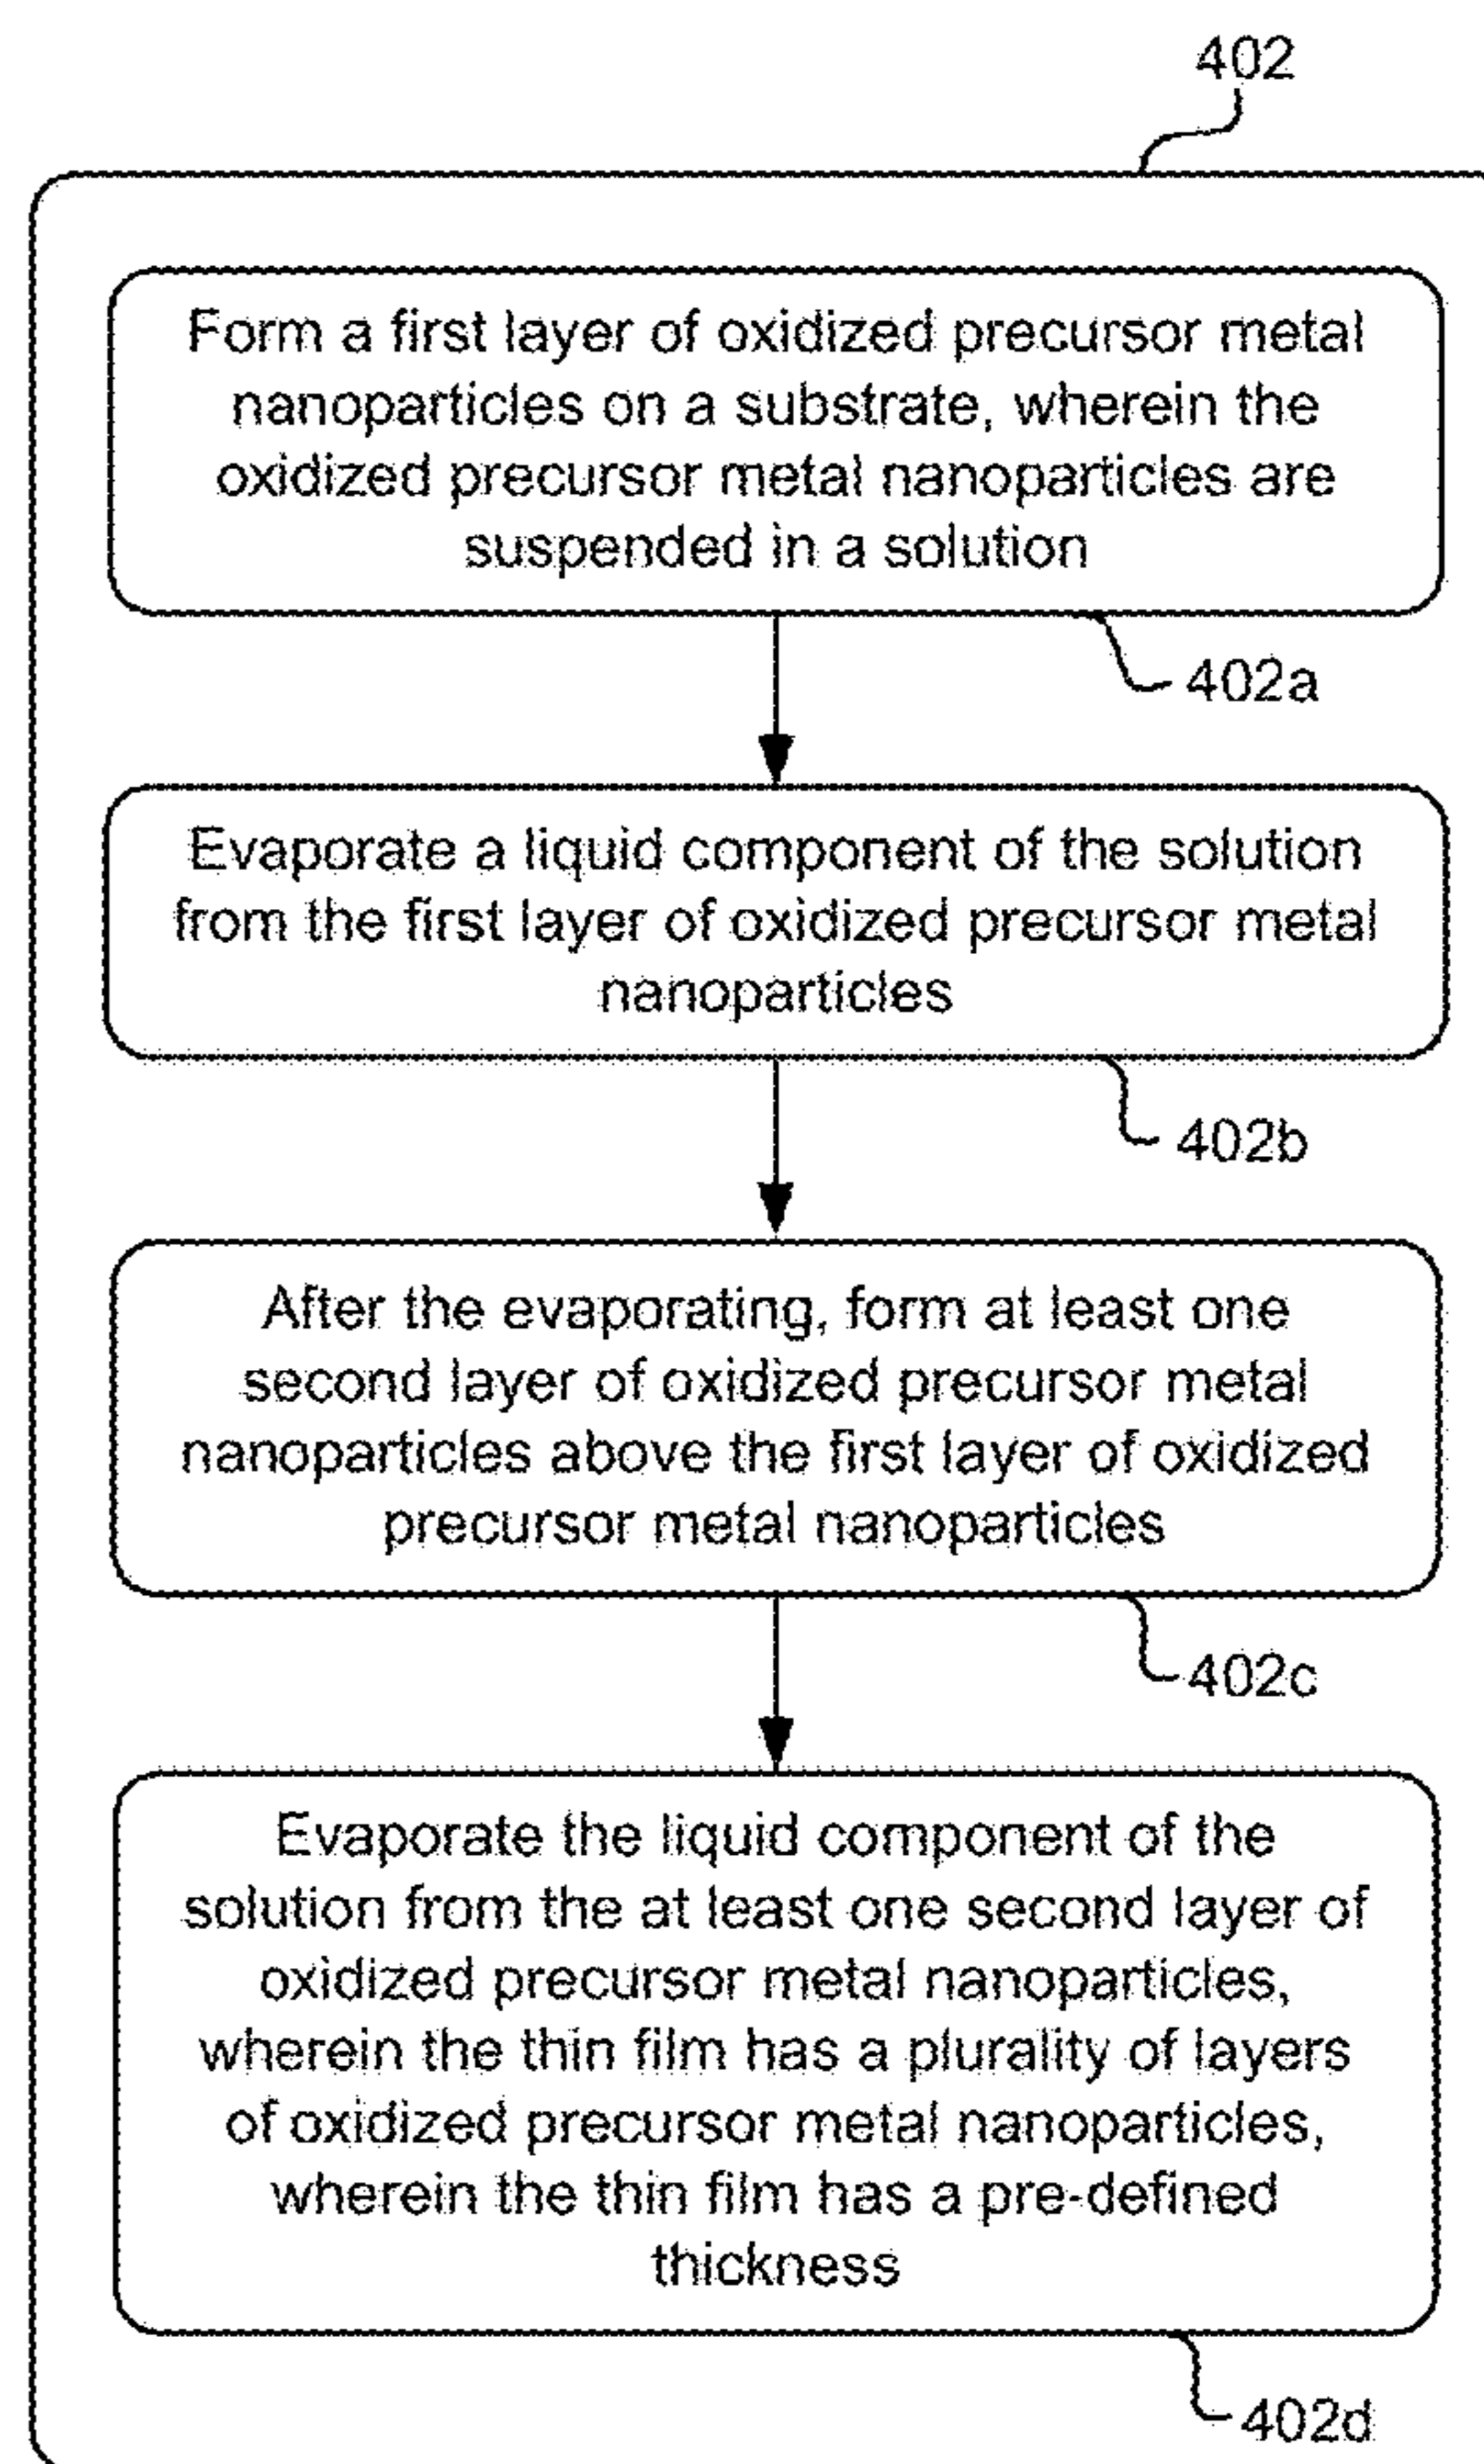 402
Form a first layer of oxidized precursor metal
nanoparticles on a substrate, wherein the
oxidized precursor metal nanoparticles are
suspended in a solution
402a
Evaporate a liquid component of the solution
from the first layer of oxidized precursor metal
nanoparticles
402b
After the evaporating, form at least one
second layer of oxidized precursor metal
nanoparticles above the first layer of oxidized
precursor metal nanoparticles
402c
Evaporate the liquid component of the
solution from the at least one second layer of
oxidized precursor metal nanoparticles,
wherein the thin film has a plurality of layers
of oxidized precursor metal nanoparticles,
wherein the thin film has a pre-defined
thickness
402d